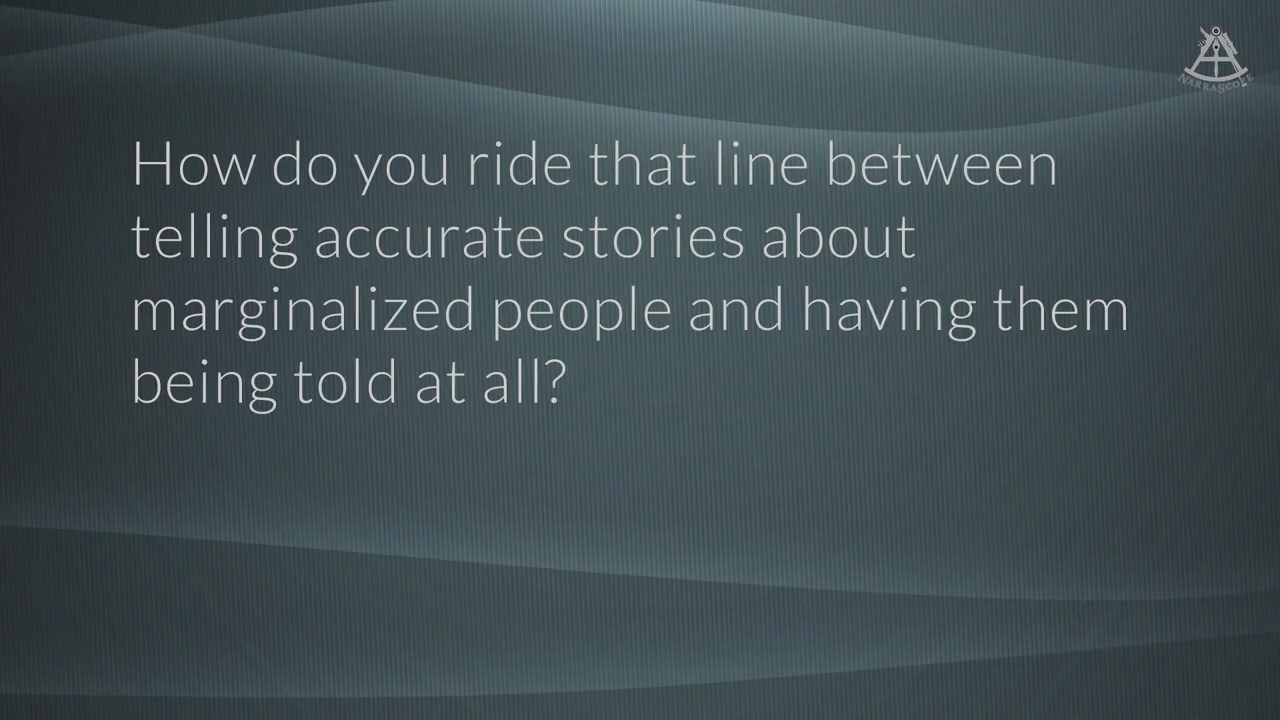 NARRASCOPE
How do you ride that line between
telling accurate stories about
marginalized people and having them
being told at all?